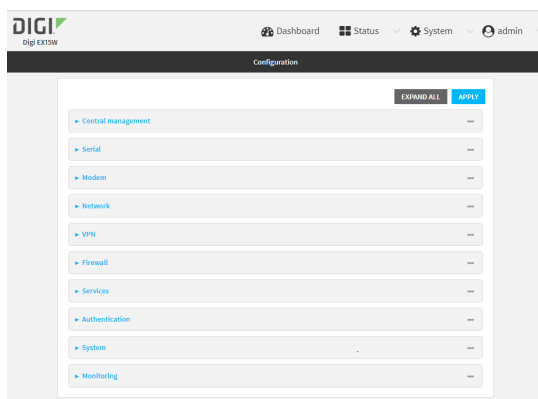 DIGI
Digi EX15W
Dashboard Status System admin
Configuration
EXPAND ALL APPLY
Central management
Serial
Modem
Network
VPN
Firewall
Services
Authentication
System
Monitoring